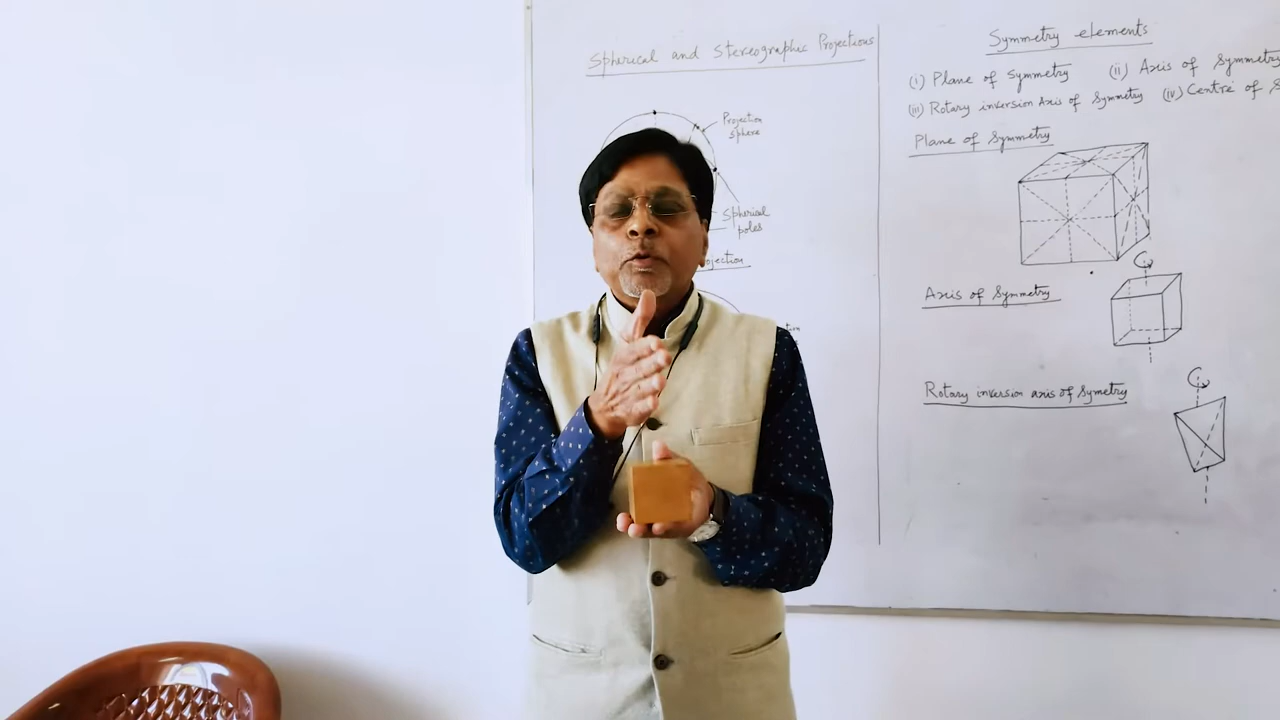 Spherical and Stereographic Projections
Projection
sphere
Spherical
poles
Symmetry elements
(i) Plane of Symmetry (ii) Axis of Symmetry
(iii) Rotary inversion Axis of Symmetry (iv) Centre of S
Plane of Symmetry
Axis of Symmetry
Rotary inversion axis of Symetry